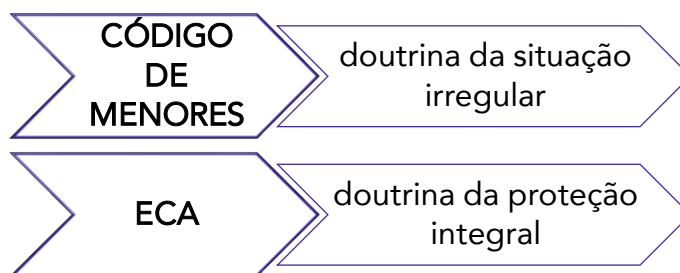 CÓDIGO
DE
MENORES
doutrina da situação
irregular
ECA
doutrina da proteção
integral